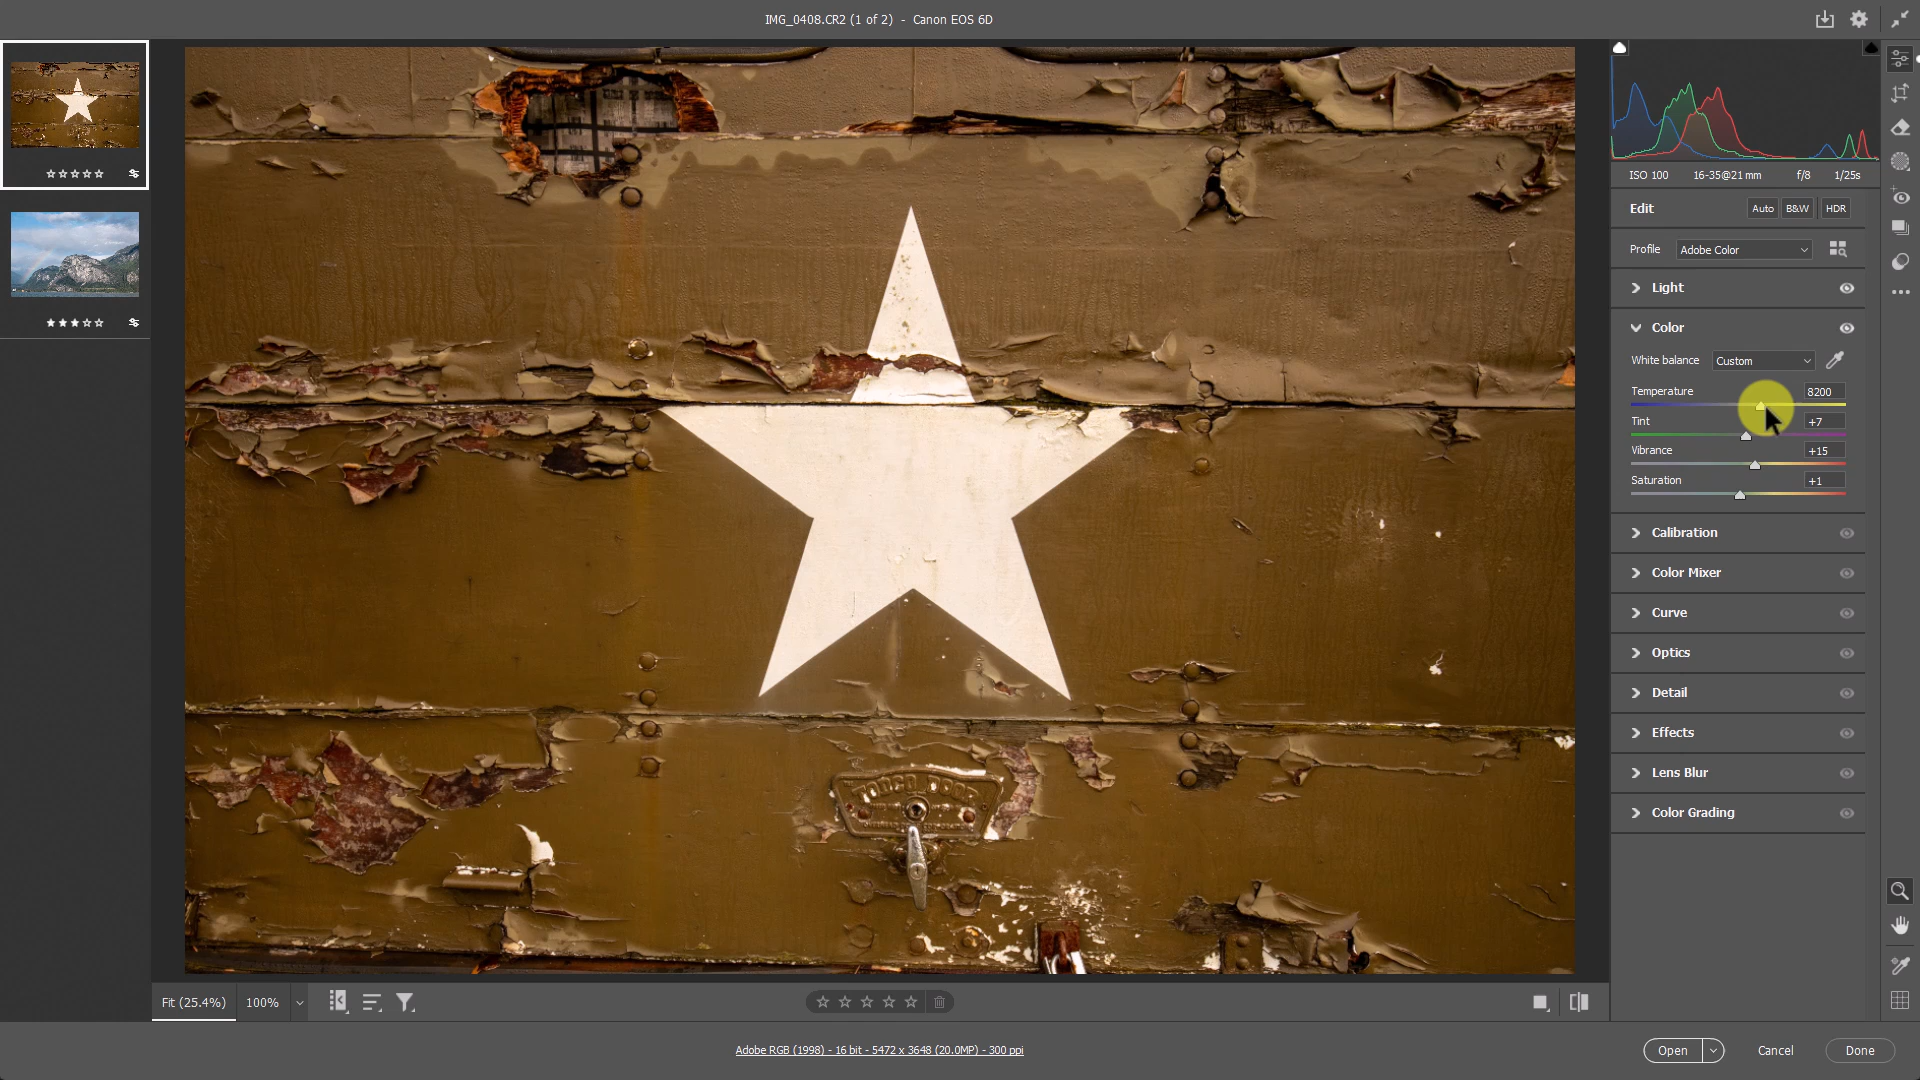 IMG_0408.CR2 (1 of 2) - Canon EOS 6D
ISO 100 16-35@21 mm f/8 1/25s
Edit Auto B&W HDR
Profile Adobe Color
Light
Color
White balance Custom
Temperature 8200
Tint +7
Vibrance +15
Saturation +1
Calibration
Color Mixer
Curve
Optics
Detail
Effects
Lens Blur
Color Grading
Fit (25.4%) 100%
Adobe RGB (1998) - 16 bit - 5472 x 3648 (20.0MP) - 300 ppi
Open Cancel Done